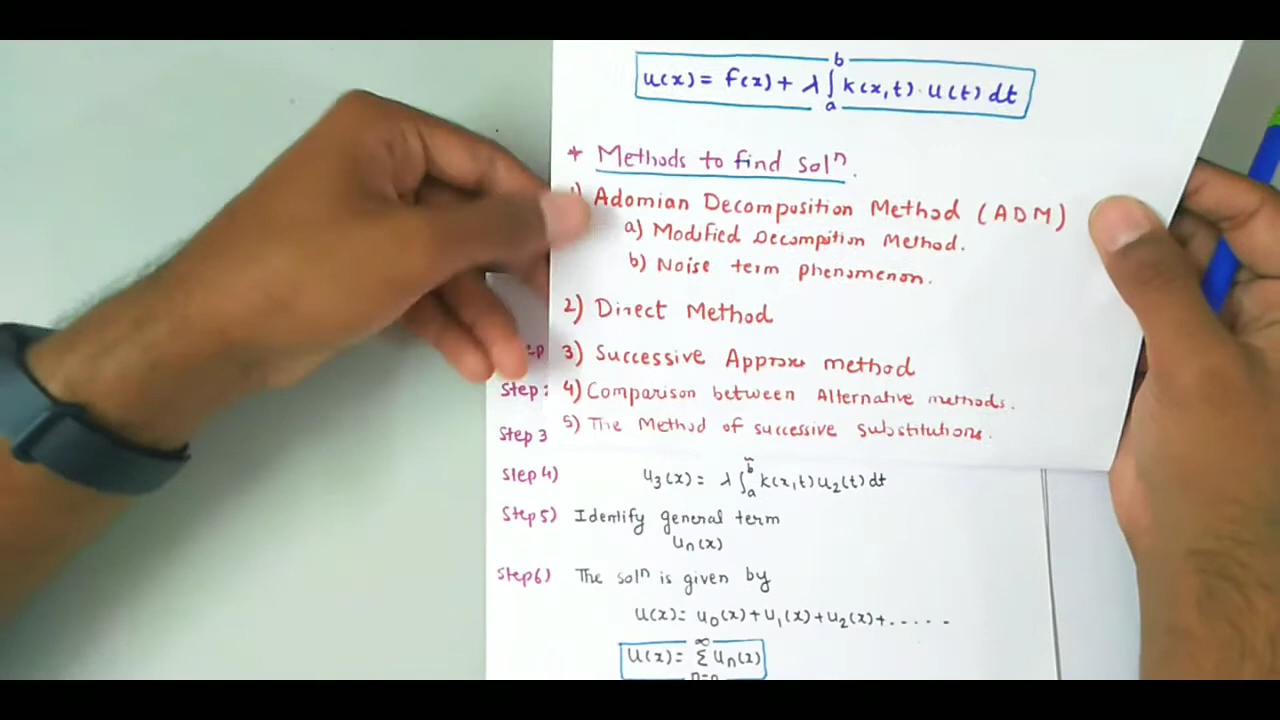 u(x) = f(x) + λ ∫ₐᵇ k(x,t) · u(t) dt
* Methods to find solⁿ.
1) Adomian Decomposition Method (ADM)
a) Modified Decompition Method.
b) Noise term phenomenon.
2) Direct Method
3) Successive Approx method
Step 4) Comparison between Alternative methods.
Step 3 5) The Method of successive substitutions.
Step 4) u₃(x) = λ ∫ₐᵇ k(x,t) u₂(t) dt
Step 5) Identify general term
uₙ(x)
Step 6) The solⁿ is given by
u(x) = u₀(x) + u₁(x) + u₂(x) + .....
u(x) = ∞ Σ n=0 uₙ(x)